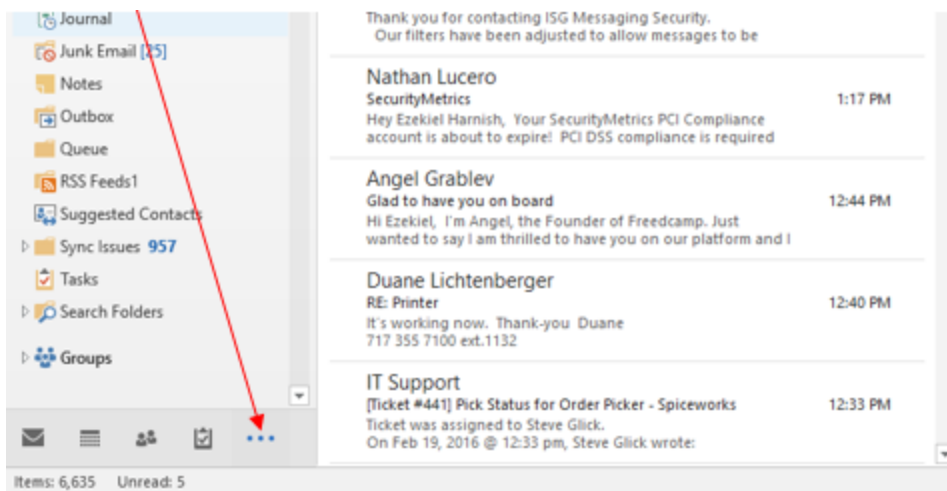 Journal
Junk Email [25]
Notes
Outbox
Queue
RSS Feeds1
Suggested Contacts
Sync Issues 957
Tasks
Search Folders
Groups
Items: 6,635 Unread: 5
Thank you for contacting ISG Messaging Security.
Our filters have been adjusted to allow messages to be
Nathan Lucero
SecurityMetrics 1:17 PM
Hey Ezekiel Harnish, Your SecurityMetrics PCI Compliance
account is about to expire! PCI DSS compliance is required
Angel Grablev
Glad to have you on board 12:44 PM
Hi Ezekiel, I'm Angel, the Founder of Freedcamp. Just
wanted to say I am thrilled to have you on our platform and I
Duane Lichtenberger
RE: Printer 12:40 PM
It's working now. Thank-you Duane
717 355 7100 ext.1132
IT Support
[Ticket #441] Pick Status for Order Picker - Spiceworks 12:33 PM
Ticket was assigned to Steve Glick.
On Feb 19, 2016 @ 12:33 pm, Steve Glick wrote: